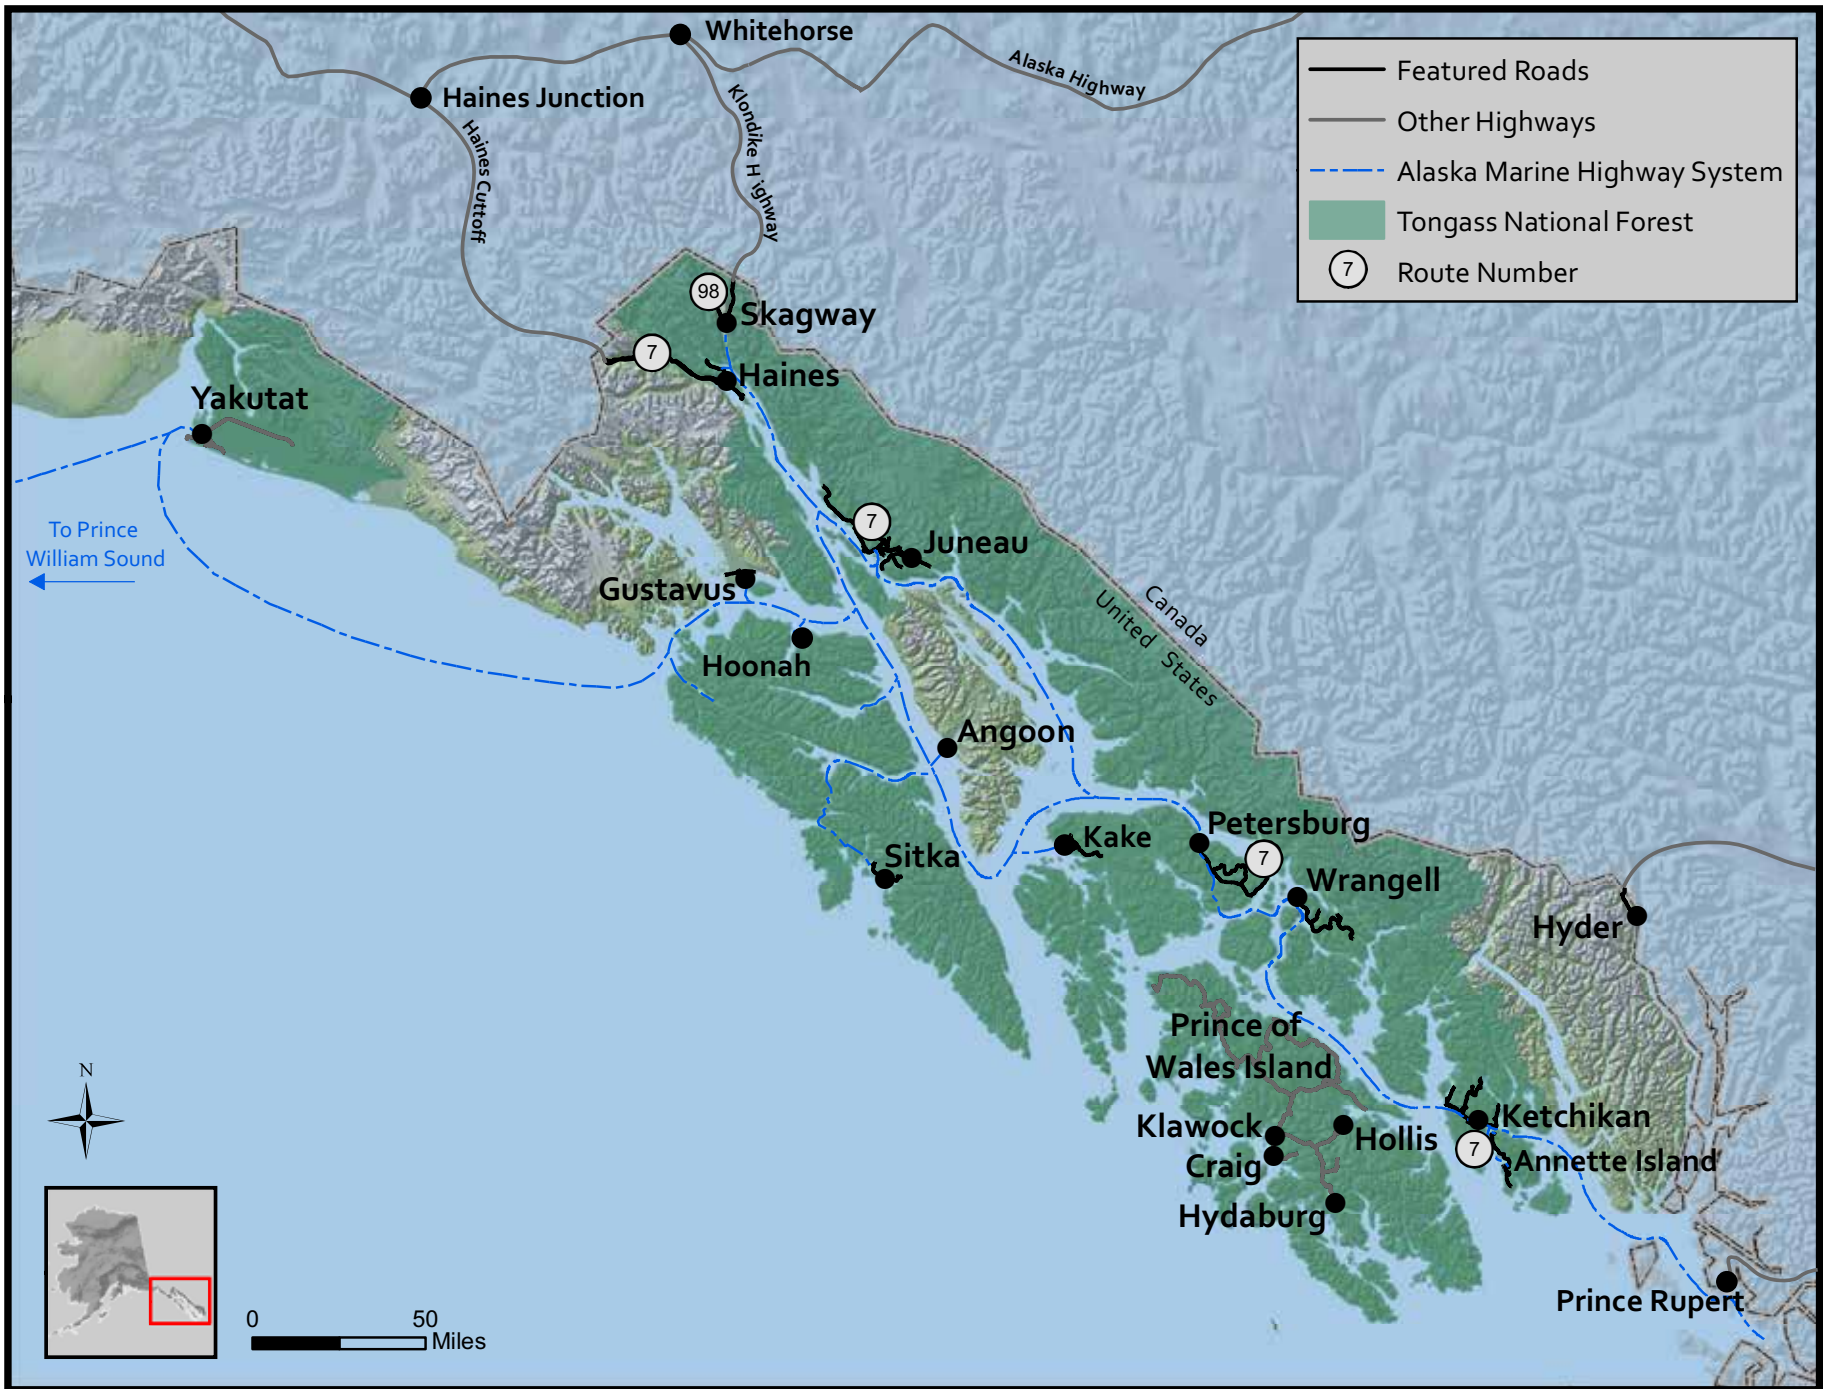 Whitehorse
Alaska Highway
Haines Junction
Klondike Highway
Haines Cuttoff
Featured Roads
Other Highways
Alaska Marine Highway System
Tongass National Forest
7 Route Number
98
Skagway
7
Haines
Yakutat
To Prince
William Sound
7
Juneau
Gustavus
Canada
United States
Hoonah
Angoon
Petersburg
Kake
7
Sitka
Wrangell
Hyder
Prince of
Wales Island
N
Ketchikan
Klawock
Hollis
7
Craig
Annette Island
Hydaburg
Prince Rupert
0 50
Miles